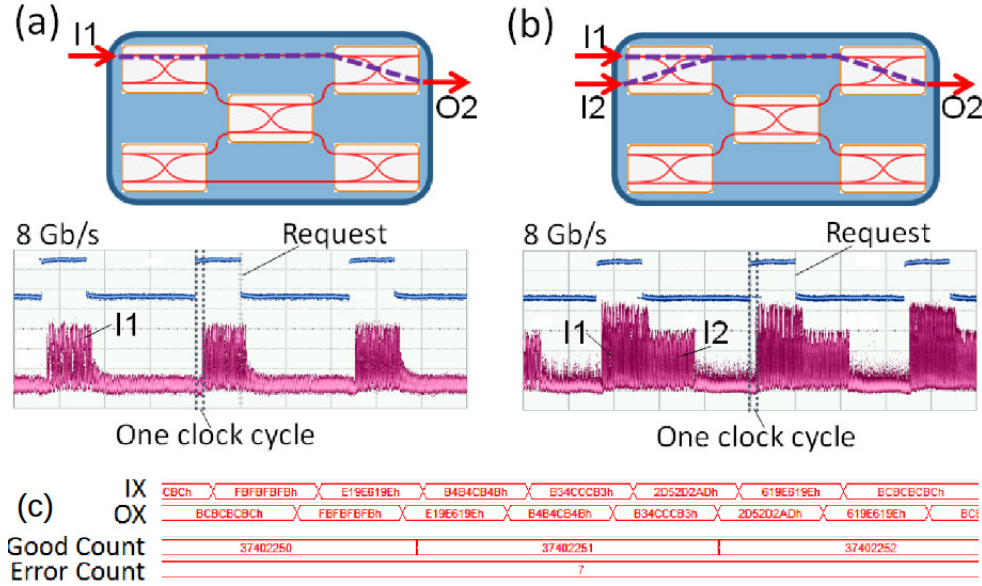 (a)
I1
O2
8 Gb/s
Request
I1
One clock cycle
(b)
I1
I2
O2
8 Gb/s
Request
I1
I2
One clock cycle
(c)
IX CBCh FBFBFBFBh E19E619Eh B4B4CB4Bh B34CCCB3h 2D52D2ADh 619E619Eh BCBCBCBCh
OX BCBCBCBCh FBFBFBFBh E19E619Eh B4B4CB4Bh B34CCCB3h 2D52D2ADh 619E619Eh BCE
Good Count 37402250 37402251 37402252
Error Count 7